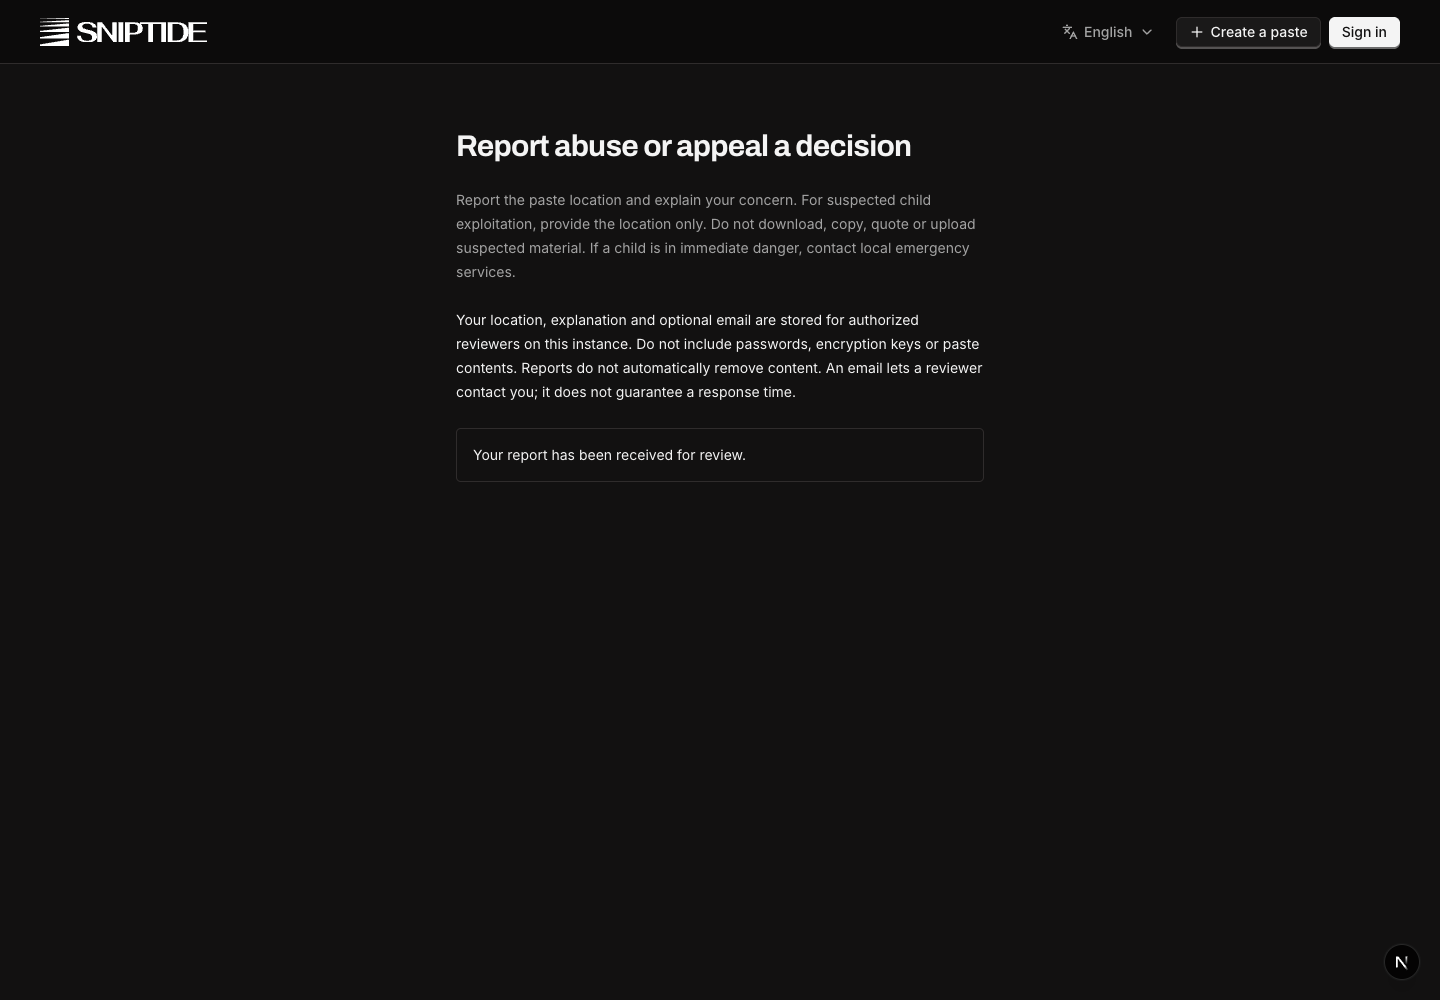 SNIPTIDE
English
Create a paste
Sign in
Report abuse or appeal a decision
Report the paste location and explain your concern. For suspected child
exploitation, provide the location only. Do not download, copy, quote or upload
suspected material. If a child is in immediate danger, contact local emergency
services.
Your location, explanation and optional email are stored for authorized
reviewers on this instance. Do not include passwords, encryption keys or paste
contents. Reports do not automatically remove content. An email lets a reviewer
contact you; it does not guarantee a response time.
Your report has been received for review.
N